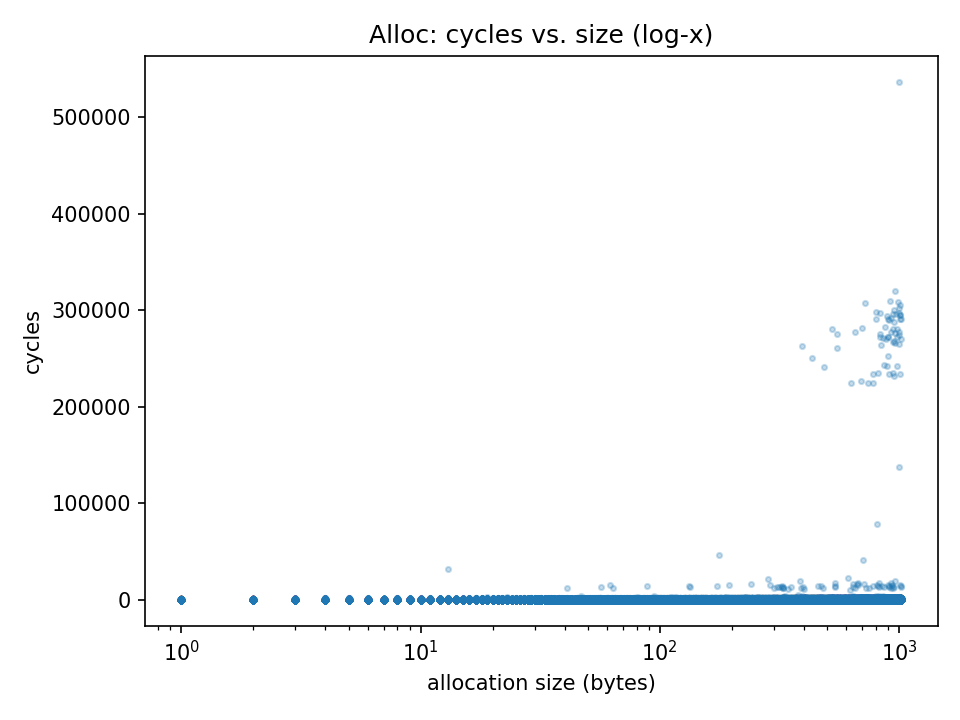 Alloc: cycles vs. size (log-x)
500000
400000
300000
200000
100000
0
cycles
10⁰ 10¹ 10² 10³
allocation size (bytes)